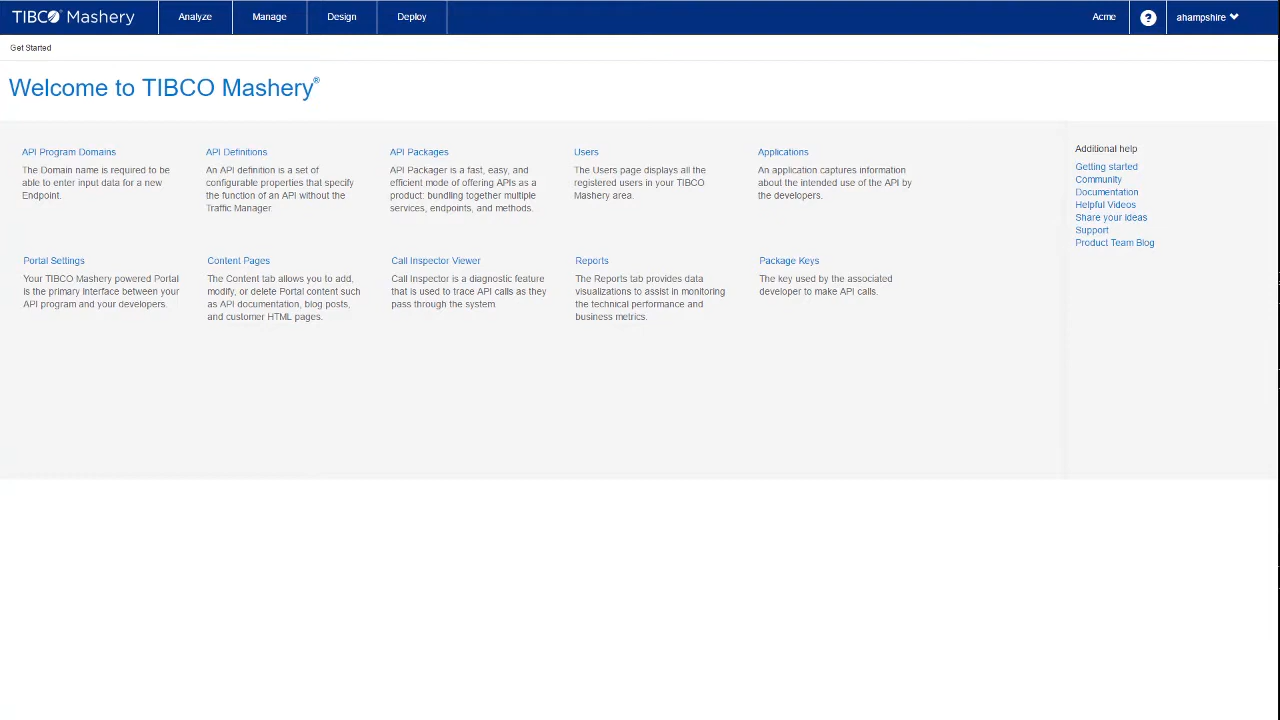 TIBCO® Mashery Analyze Manage Design Deploy Acme ? ahampshire
Get Started
Welcome to TIBCO Mashery®
API Program Domains
The Domain name is required to be
able to enter input data for a new
Endpoint.
API Definitions
An API definition is a set of
configurable properties that specify
the function of an API without the
Traffic Manager.
API Packages
API Packager is a fast, easy, and
efficient mode of offering APIs as a
product: bundling together multiple
services, endpoints, and methods.
Users
The Users page displays all the
registered users in your TIBCO
Mashery area.
Applications
An application captures information
about the intended use of the API by
the developers.
Portal Settings
Your TIBCO Mashery powered Portal
is the primary interface between your
API program and your developers.
Content Pages
The Content tab allows you to add,
modify, or delete Portal content such
as API documentation, blog posts,
and customer HTML pages.
Call Inspector Viewer
Call Inspector is a diagnostic feature
that is used to trace API calls as they
pass through the system.
Reports
The Reports tab provides data
visualizations to assist in monitoring
the technical performance and
business metrics.
Package Keys
The key used by the associated
developer to make API calls.
Additional help
Getting started
Community
Documentation
Helpful Videos
Share your ideas
Support
Product Team Blog